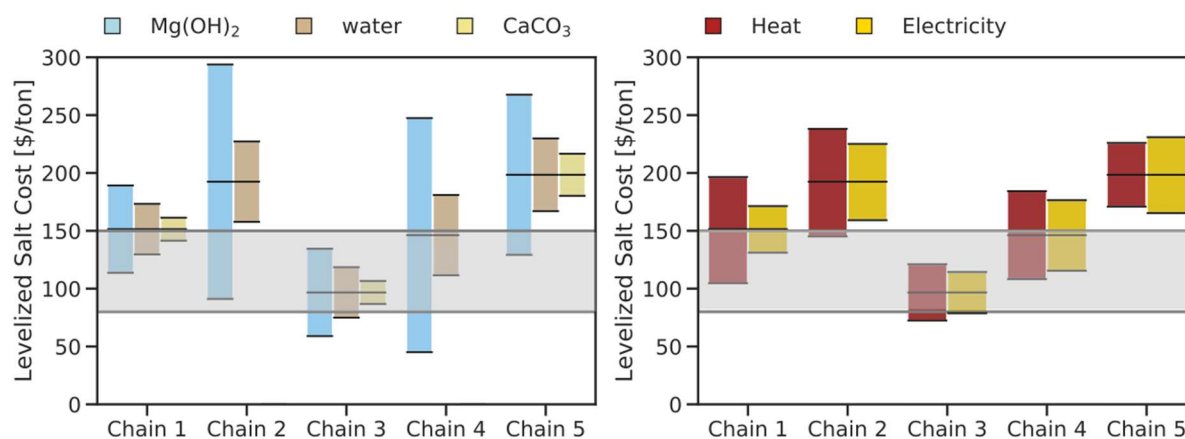 Mg(OH)₂ water CaCO₃
Levelized Salt Cost [$/ton]
300
250
200
150
100
50
0
Chain 1 Chain 2 Chain 3 Chain 4 Chain 5
Heat Electricity
Levelized Salt Cost [$/ton]
300
250
200
150
100
50
0
Chain 1 Chain 2 Chain 3 Chain 4 Chain 5